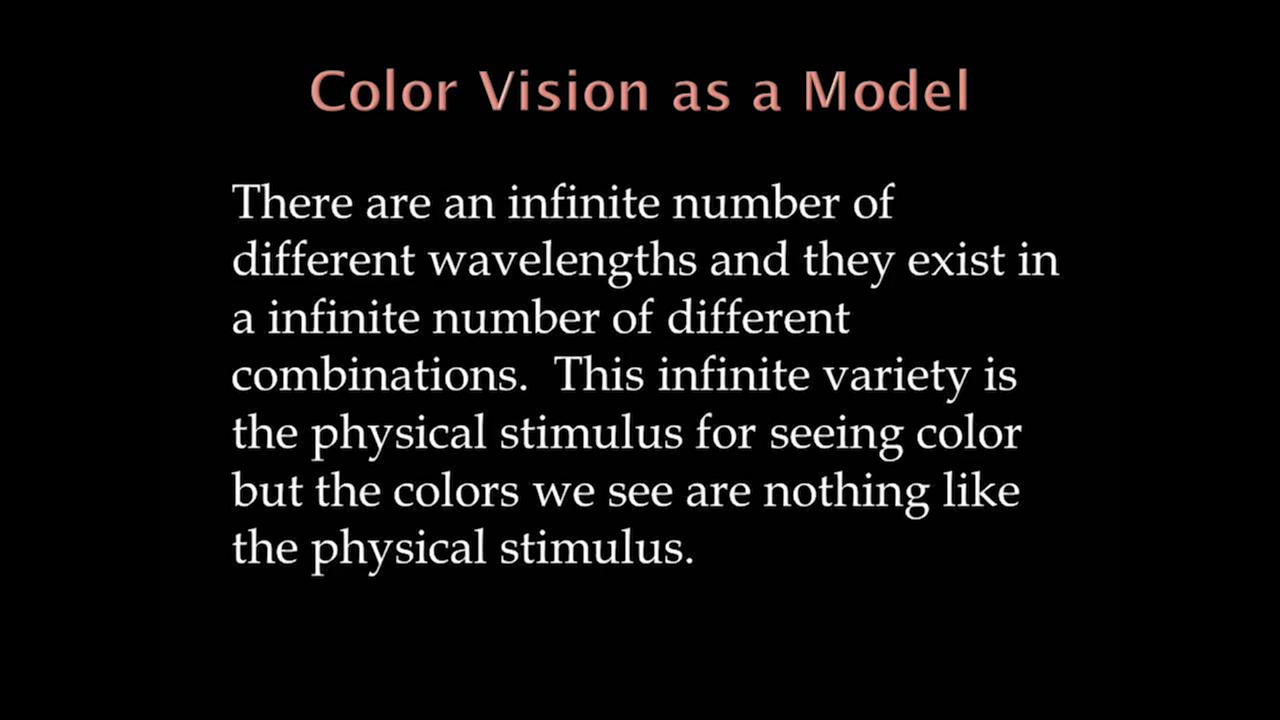 Color Vision as a Model
There are an infinite number of
different wavelengths and they exist in
a infinite number of different
combinations.  This infinite variety is
the physical stimulus for seeing color
but the colors we see are nothing like
the physical stimulus.